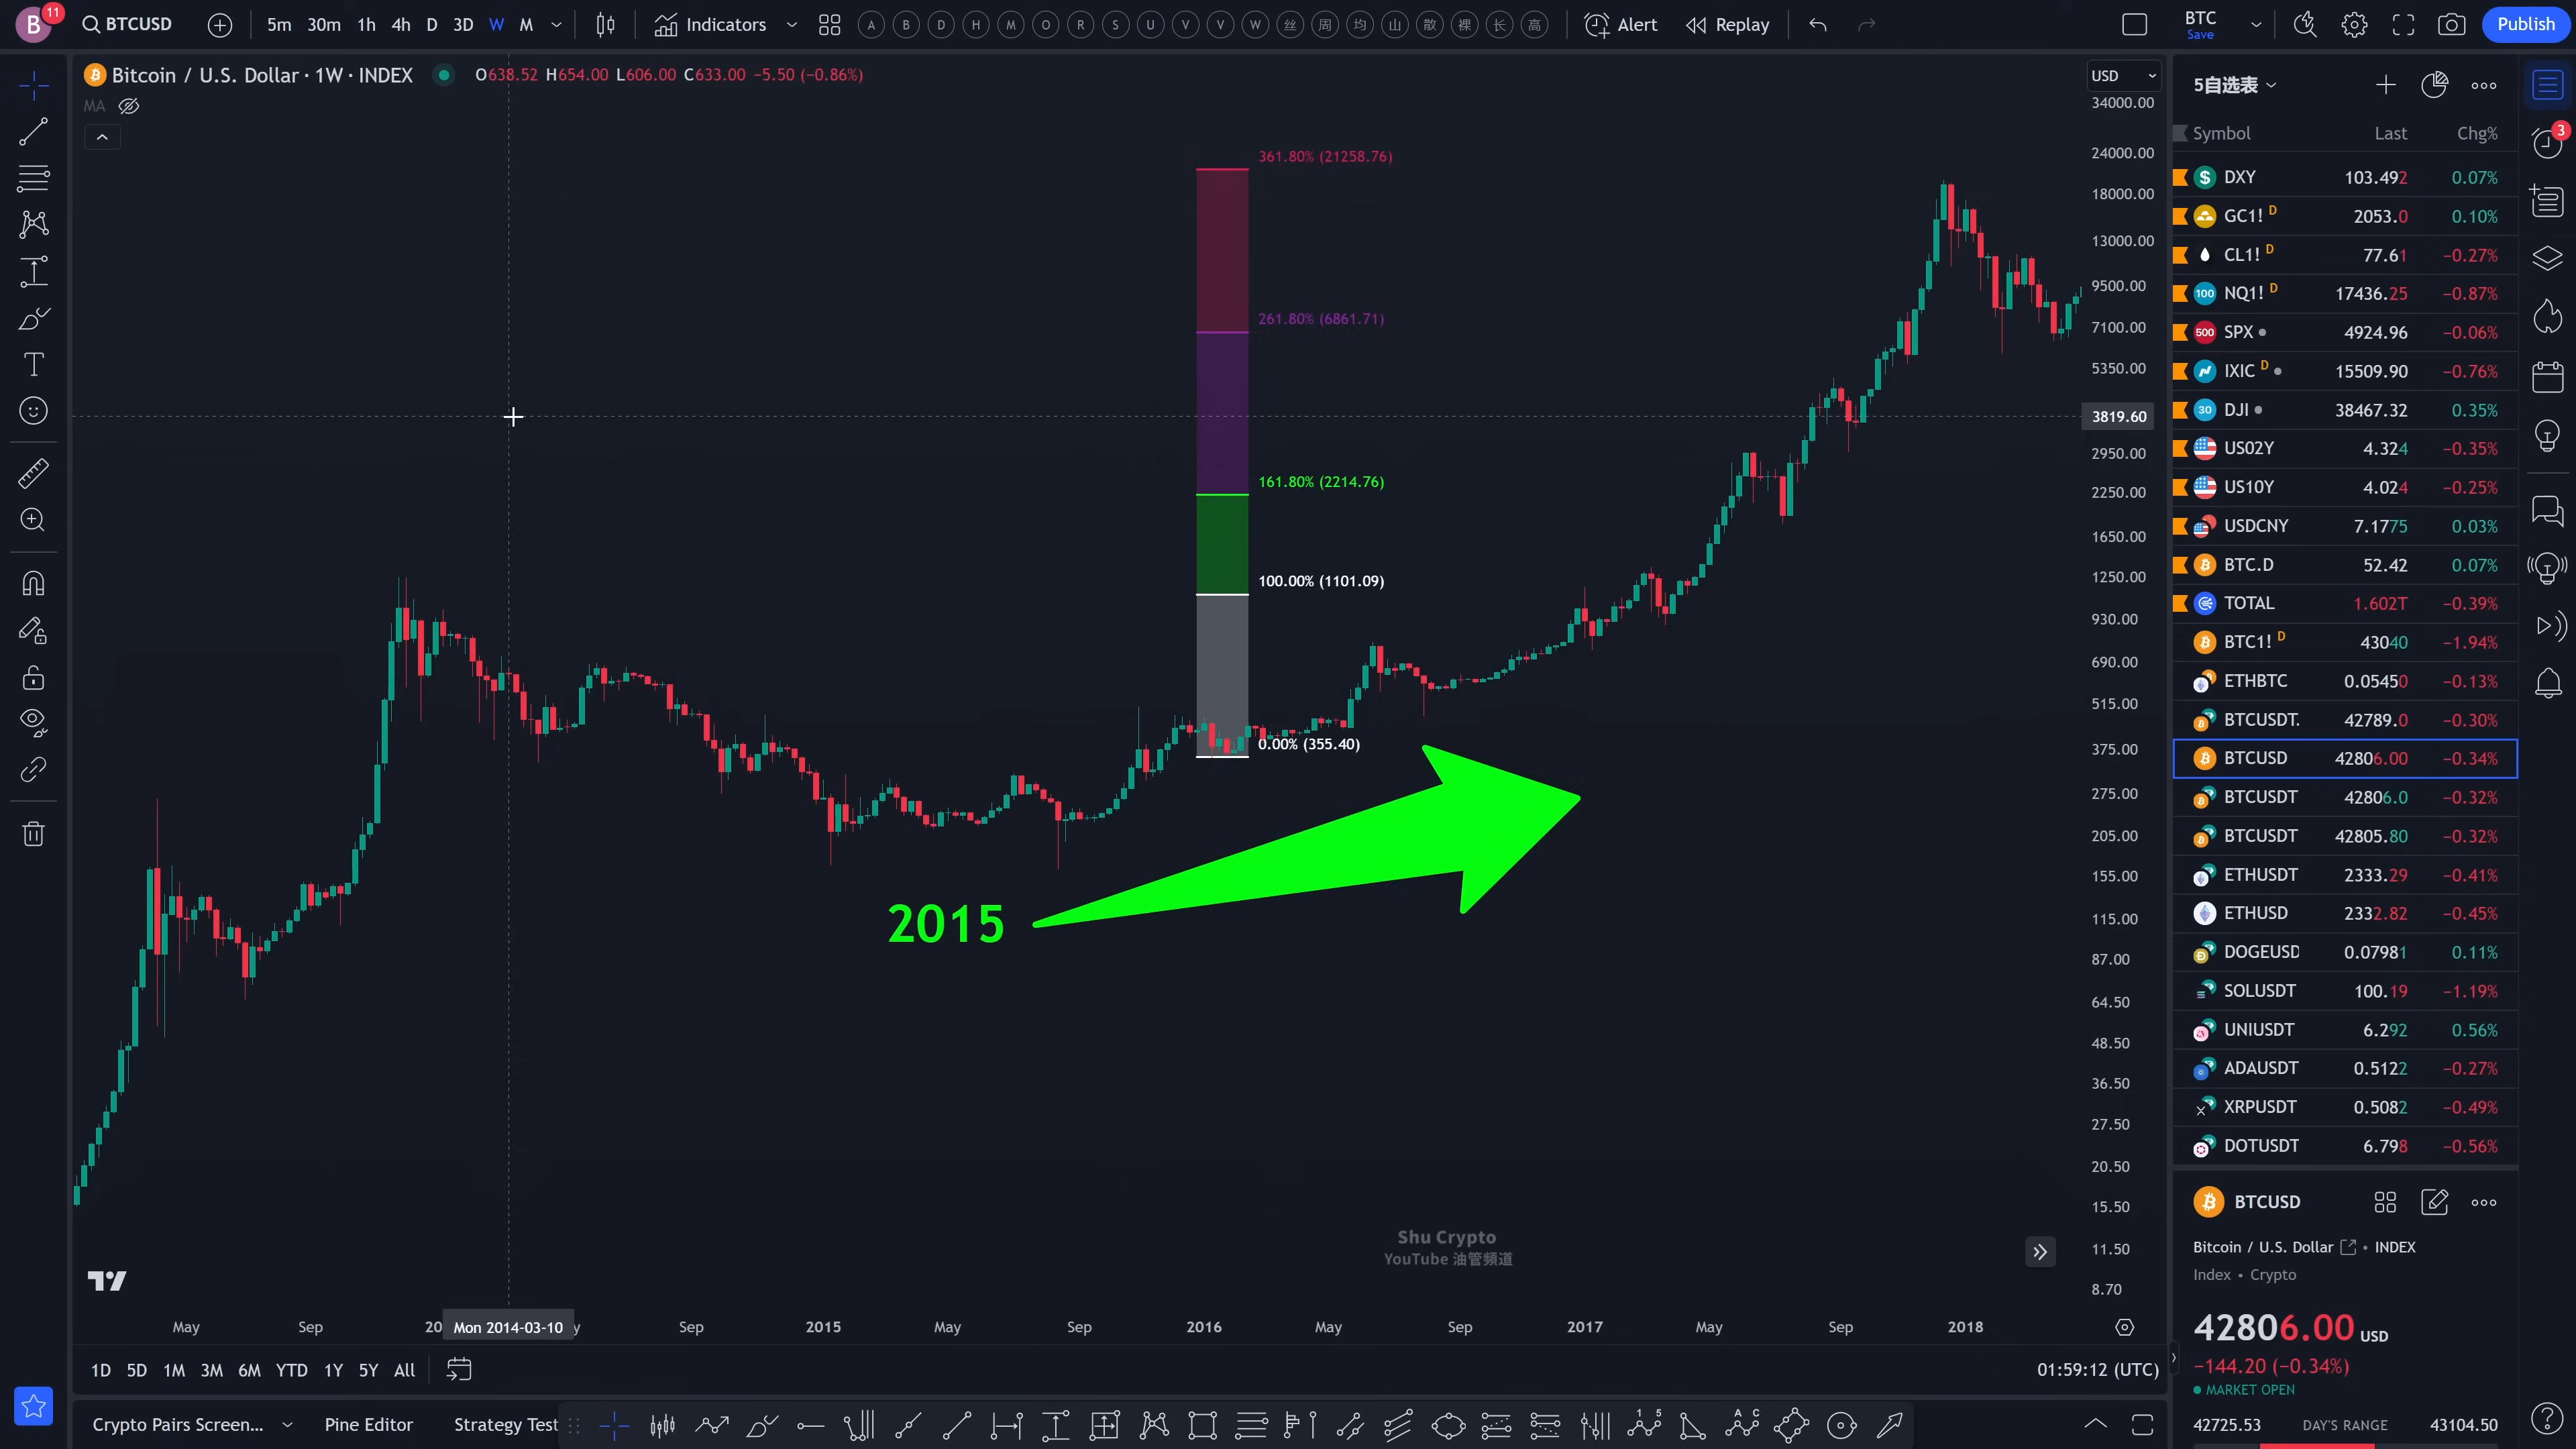 B 11 BTCUSD 5m 30m 1h 4h D 3D W M Indicators A B D H M O R S U V V W 丝 周 均 山 散 裸 长 高 Alert Replay BTC Save Publish
Bitcoin / U.S. Dollar · 1W · INDEX O638.52 H654.00 L606.00 C633.00 −5.50 (−0.86%)
MA
USD
34000.00
24000.00
18000.00
13000.00
9500.00
7100.00
5350.00
3819.60
2950.00
2250.00
1650.00
1250.00
930.00
690.00
515.00
375.00
275.00
205.00
155.00
115.00
87.00
64.50
48.50
36.50
27.50
20.50
15.50
11.50
8.70
361.80% (21258.76)
261.80% (6861.71)
161.80% (2214.76)
100.00% (1101.09)
0.00% (355.40)
2015
Shu Crypto
YouTube 油管頻道
May Sep 20 Mon 2014-03-10 y Sep 2015 May Sep 2016 May Sep 2017 May Sep 2018
1D 5D 1M 3M 6M YTD 1Y 5Y All 01:59:12 (UTC)
Crypto Pairs Screen... Pine Editor Strategy Test
5自选表
Symbol Last Chg%
DXY 103.492 0.07%
GC1! D 2053.0 0.10%
CL1! D 77.61 −0.27%
NQ1! D 17436.25 −0.87%
SPX 4924.96 −0.06%
IXIC D 15509.90 −0.76%
DJI 38467.32 0.35%
US02Y 4.324 −0.35%
US10Y 4.024 −0.25%
USDCNY 7.1775 0.03%
BTC.D 52.42 0.07%
TOTAL 1.602T −0.39%
BTC1! D 43040 −1.94%
ETHBTC 0.05450 −0.13%
BTCUSDT. 42789.0 −0.30%
BTCUSD 42806.00 −0.34%
BTCUSDT 42806.0 −0.32%
BTCUSDT 42805.80 −0.32%
ETHUSDT 2333.29 −0.41%
ETHUSD 2332.82 −0.45%
DOGEUSD 0.07981 0.11%
SOLUSDT 100.19 −1.19%
UNIUSDT 6.292 0.56%
ADAUSDT 0.5122 −0.27%
XRPUSDT 0.5082 −0.49%
DOTUSDT 6.798 −0.56%
BTCUSD
Bitcoin / U.S. Dollar • INDEX
Index • Crypto
42806.00 USD
−144.20 (−0.34%)
MARKET OPEN
42725.53 DAY'S RANGE 43104.50
3